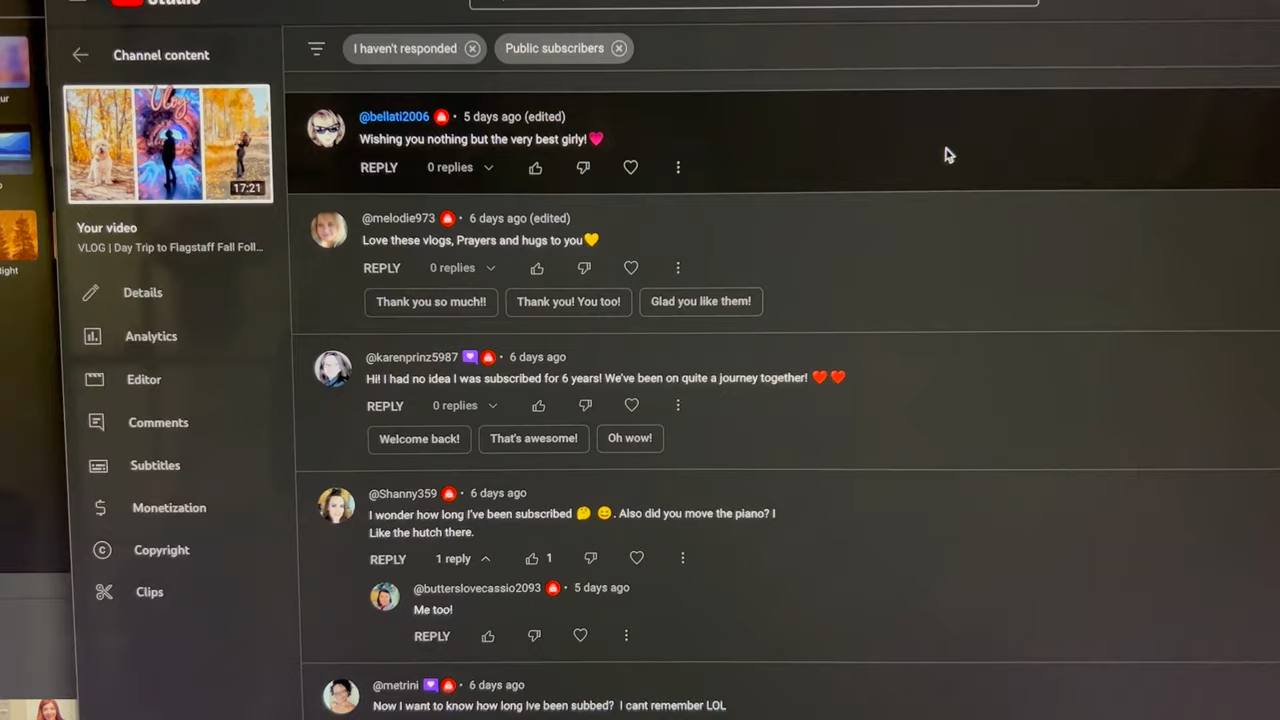 Studio
Channel content
I haven't responded
Public subscribers
Vlog
17:21
Your video
VLOG | Day Trip to Flagstaff Fall Foll...
Details
Analytics
Editor
Comments
Subtitles
Monetization
Copyright
Clips
@bellati2006 • 5 days ago (edited)
Wishing you nothing but the very best girly!💗
REPLY 0 replies
@melodie973 • 6 days ago (edited)
Love these vlogs, Prayers and hugs to you💛
REPLY 0 replies
Thank you so much!! Thank you! You too! Glad you like them!
@karenprinz5987 • 6 days ago
Hi! I had no idea I was subscribed for 6 years! We've been on quite a journey together! ❤️ ❤️
REPLY 0 replies
Welcome back! That's awesome! Oh wow!
@Shanny359 • 6 days ago
I wonder how long I've been subscribed 🤔 😄. Also did you move the piano? I
Like the hutch there.
REPLY 1 reply 1
@butterslovecassio2093 • 5 days ago
Me too!
REPLY
@metrini • 6 days ago
Now I want to know how long Ive been subbed? I cant remember LOL